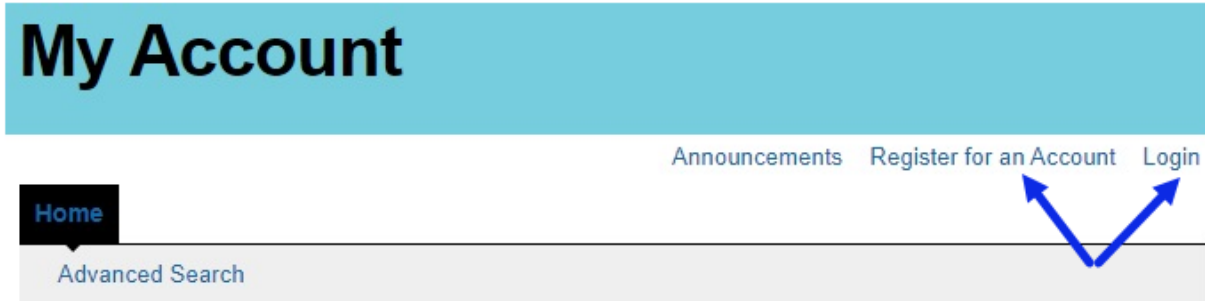 My Account
Announcements Register for an Account Login
Home
Advanced Search